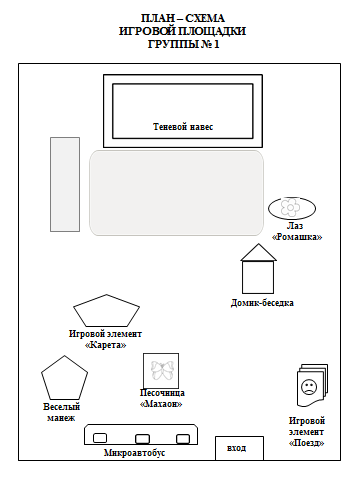 ПЛАН – СХЕМА
ИГРОВОЙ ПЛОЩАДКИ
ГРУППЫ № 1
Теневой навес
Лаз
«Ромашка»
Домик-беседка
Игровой элемент
«Карета»
Песочница
«Махаон»
Веселый
манеж
Игровой
элемент
«Поезд»
Микроавтобус
вход